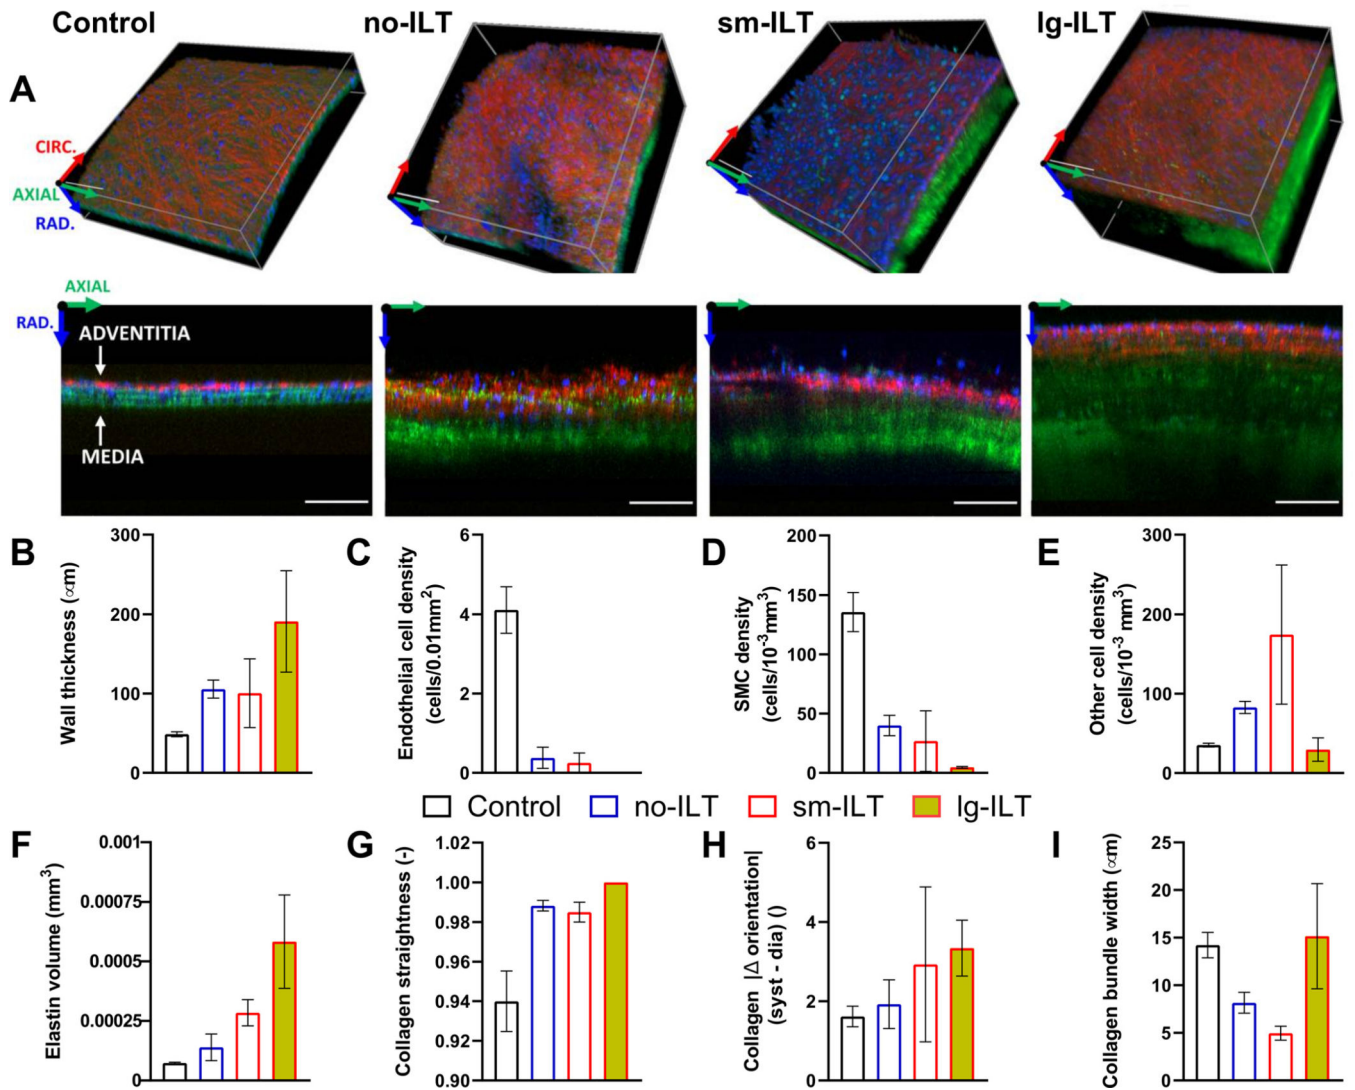 Control no-ILT sm-ILT lg-ILT
A
CIRC.
AXIAL
RAD.
AXIAL
RAD.
ADVENTITIA
MEDIA
B
Wall thickness (∝m)
300
200
100
0
C
Endothelial cell density
(cells/0.01mm²)
6
4
2
0
D
SMC density
(cells/10⁻³mm³)
200
150
100
50
0
E
Other cell density
(cells/10⁻³ mm³)
300
200
100
0
Control no-ILT sm-ILT lg-ILT
F
Elastin volume (mm³)
0.001
0.00075
0.0005
0.00025
0
G
Collagen straightness (-)
1.02
1.00
0.98
0.96
0.94
0.92
0.90
H
Collagen |Δ orientation|
(syst - dia) ()
6
4
2
0
I
Collagen bundle width (∝m)
25
20
15
10
5
0